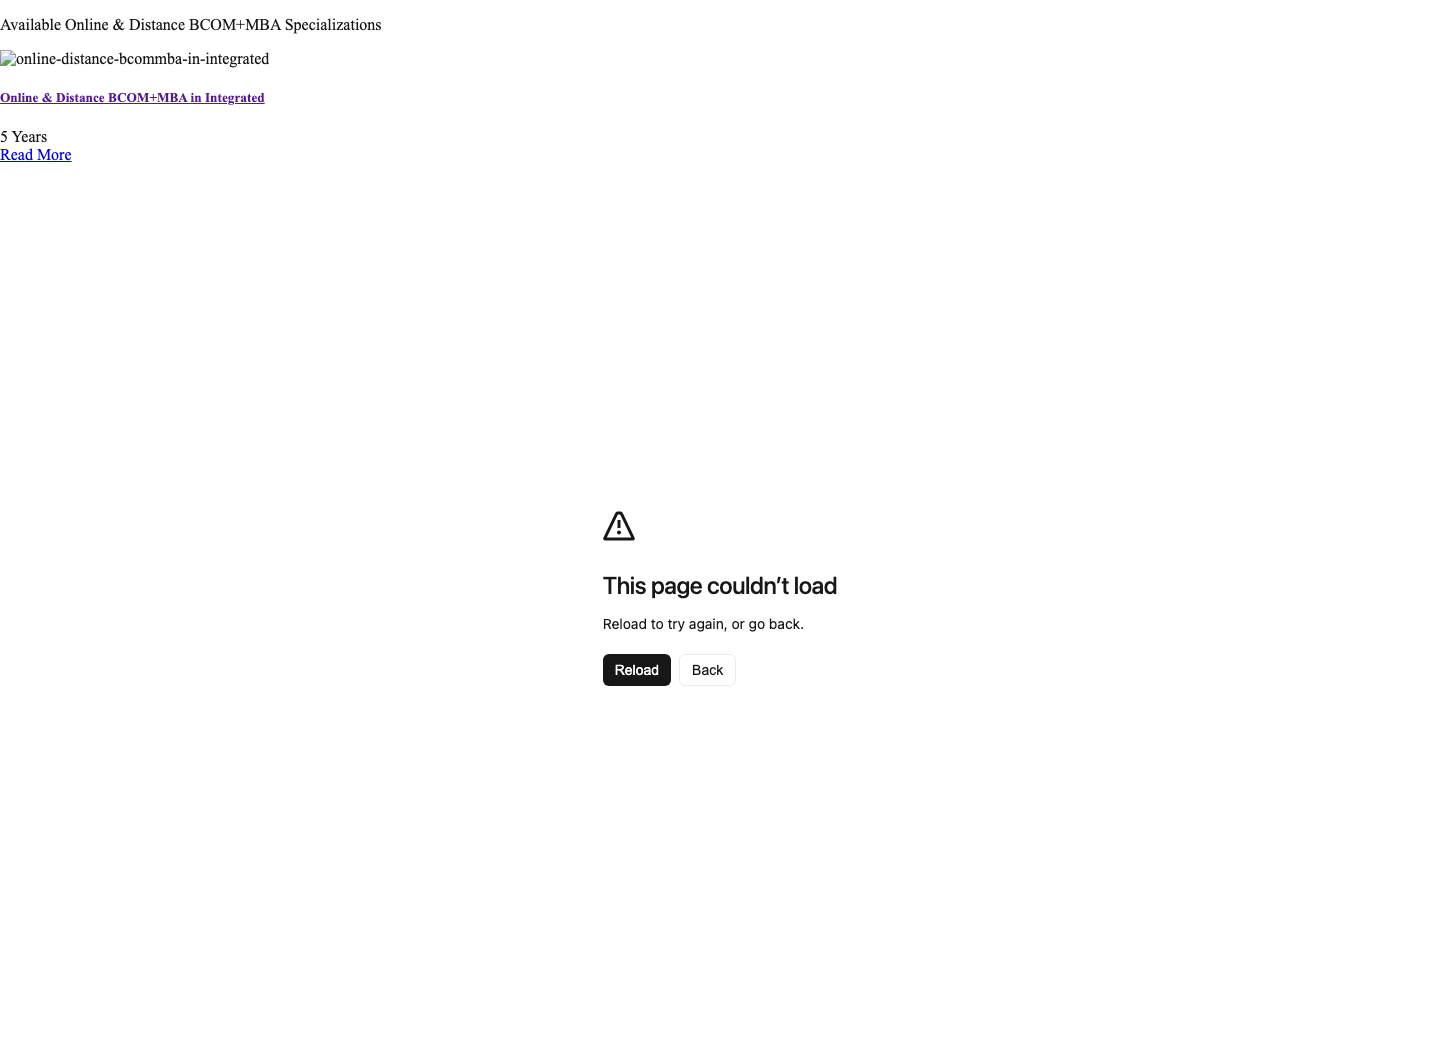 Available Online & Distance BCOM+MBA Specializations
online-distance-bcommba-in-integrated
Online & Distance BCOM+MBA in Integrated
5 Years
Read More
This page couldn’t load
Reload to try again, or go back.
Reload Back